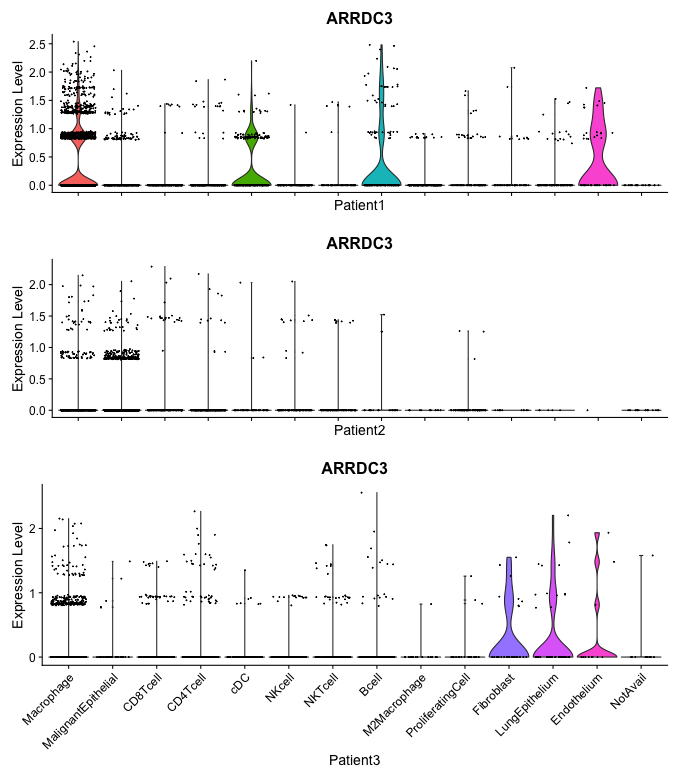 ARRDC3
Expression Level
2.5
2.0
1.5
1.0
0.5
0.0
Patient1
ARRDC3
Expression Level
2.0
1.5
1.0
0.5
0.0
Patient2
ARRDC3
Expression Level
2
1
0
Macrophage
MalignantEpithelial
CD8Tcell
CD4Tcell
cDC
NKcell
NKTcell
Bcell
M2Macrophage
ProliferatingCell
Fibroblast
LungEpithelium
Endothelium
NotAvail
Patient3